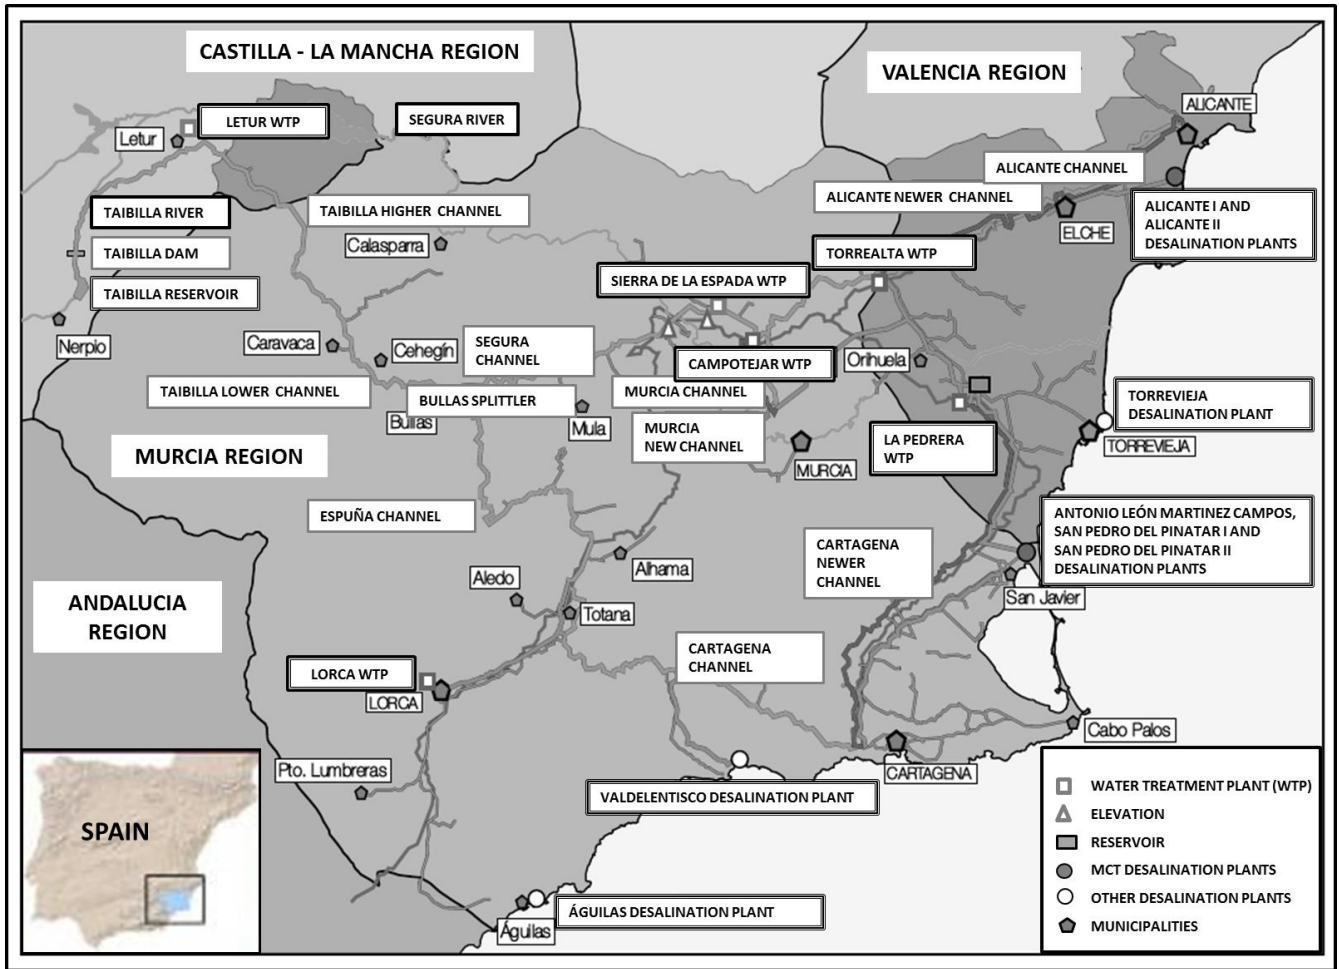 CASTILLA - LA MANCHA REGION
VALENCIA REGION
ALICANTE
LETUR WTP
SEGURA RIVER
Letur
ALICANTE CHANNEL
TAIBILLA RIVER
TAIBILLA HIGHER CHANNEL
ALICANTE NEWER CHANNEL
ALICANTE I AND
ALICANTE II
DESALINATION PLANTS
ELCHE
Calasparra
TAIBILLA DAM
TORREALTA WTP
SIERRA DE LA ESPADA WTP
TAIBILLA RESERVOIR
Nerpio
Caravaca
Cehegín
SEGURA
CHANNEL
CAMPOTEJAR WTP
Orihuela
TAIBILLA LOWER CHANNEL
BULLAS SPLITTLER
MURCIA CHANNEL
TORREVIEJA
DESALINATION PLANT
Bullas
Mula
MURCIA
NEW CHANNEL
LA PEDRERA
WTP
TORREVIEJA
MURCIA REGION
MURCIA
ESPUÑA CHANNEL
ANTONIO LEÓN MARTINEZ CAMPOS,
SAN PEDRO DEL PINATAR I AND
SAN PEDRO DEL PINATAR II
DESALINATION PLANTS
CARTAGENA
NEWER
CHANNEL
Alhama
Aledo
San Javier
ANDALUCIA
REGION
Totana
CARTAGENA
CHANNEL
LORCA WTP
LORCA
Cabo Palos
Pto. Lumbreras
CARTAGENA
VALDELENTISCO DESALINATION PLANT
SPAIN
ÁGUILAS DESALINATION PLANT
Águilas
WATER TREATMENT PLANT (WTP)
ELEVATION
RESERVOIR
MCT DESALINATION PLANTS
OTHER DESALINATION PLANTS
MUNICIPALITIES